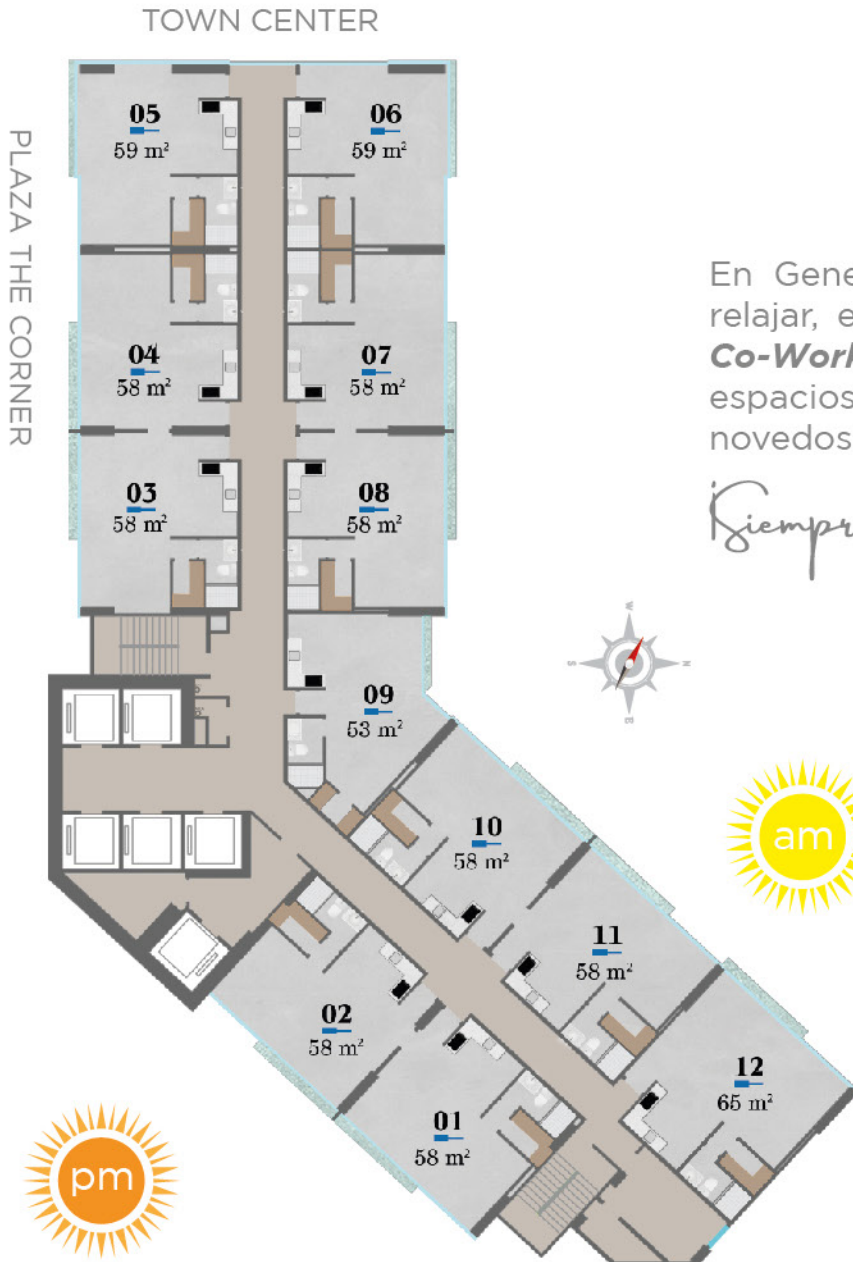 TOWN CENTER
PLAZA THE CORNER
05
59 m²
06
59 m²
04
58 m²
07
58 m²
03
58 m²
08
58 m²
09
53 m²
10
58 m²
11
58 m²
02
58 m²
12
65 m²
01
58 m²
En Gene
relajar, e
Co-Work
espacios
novedos
¡Siempr
W
S
N
E
am
pm